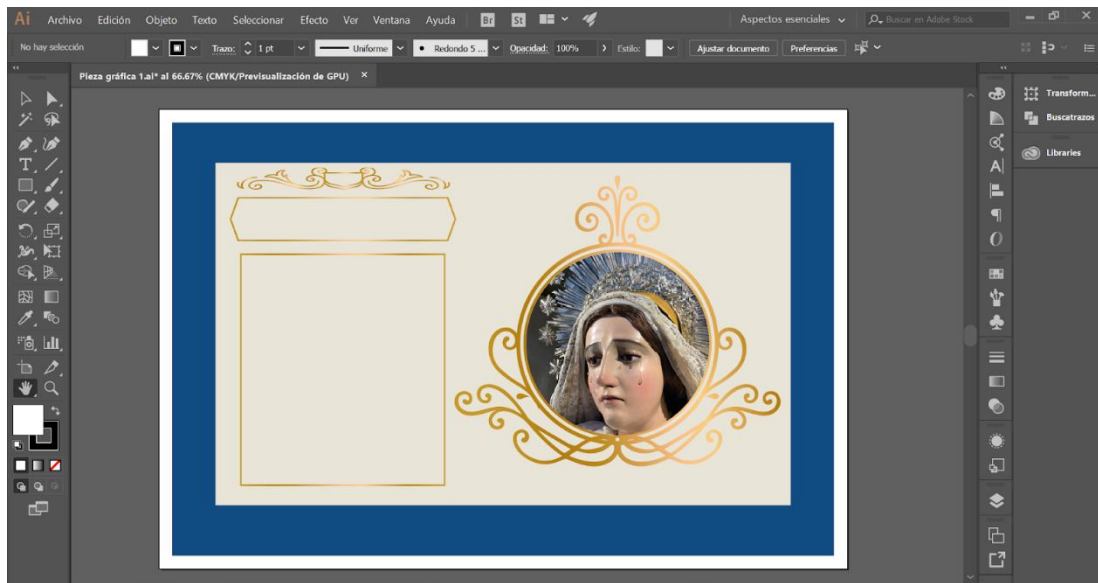 Ai Archivo Edición Objeto Texto Seleccionar Efecto Ver Ventana Ayuda Br St Aspectos esenciales Buscar en Adobe Stock
No hay selección Trazo: 1 pt Uniforme Redondo 5 ... Opacidad: 100% Estilo: Ajustar documento Preferencias
Pieza gráfica 1.ai* al 66.67% (CMYK/Previsualización de GPU) ×
Transform...
Buscatrazos
Libraries